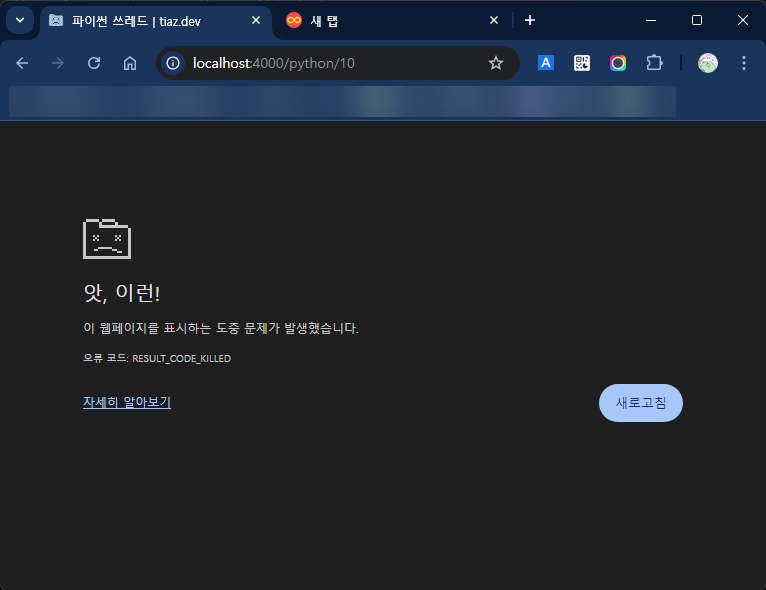 파이썬 쓰레드 | tiaz.dev
새 탭
localhost:4000/python/10
A
앗, 이런!
이 웹페이지를 표시하는 도중 문제가 발생했습니다.
오류 코드: RESULT_CODE_KILLED
자세히 알아보기
새로고침